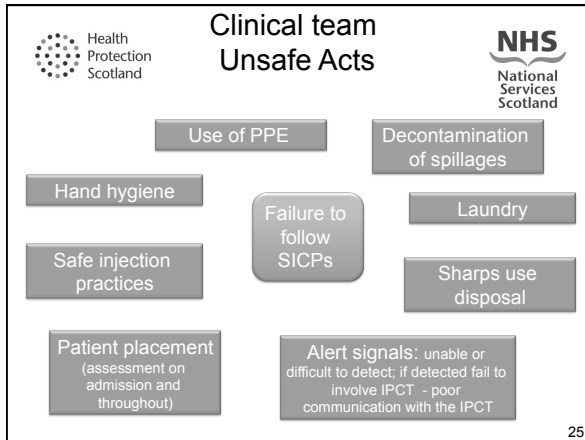 Health
Protection
Scotland
Clinical team
Unsafe Acts
NHS
National
Services
Scotland
Use of PPE
Decontamination
of spillages
Hand hygiene
Failure to
follow
SICPs
Laundry
Safe injection
practices
Sharps use
disposal
Patient placement
(assessment on
admission and
throughout)
Alert signals: unable or
difficult to detect; if detected fail to
involve IPCT - poor
communication with the IPCT
25